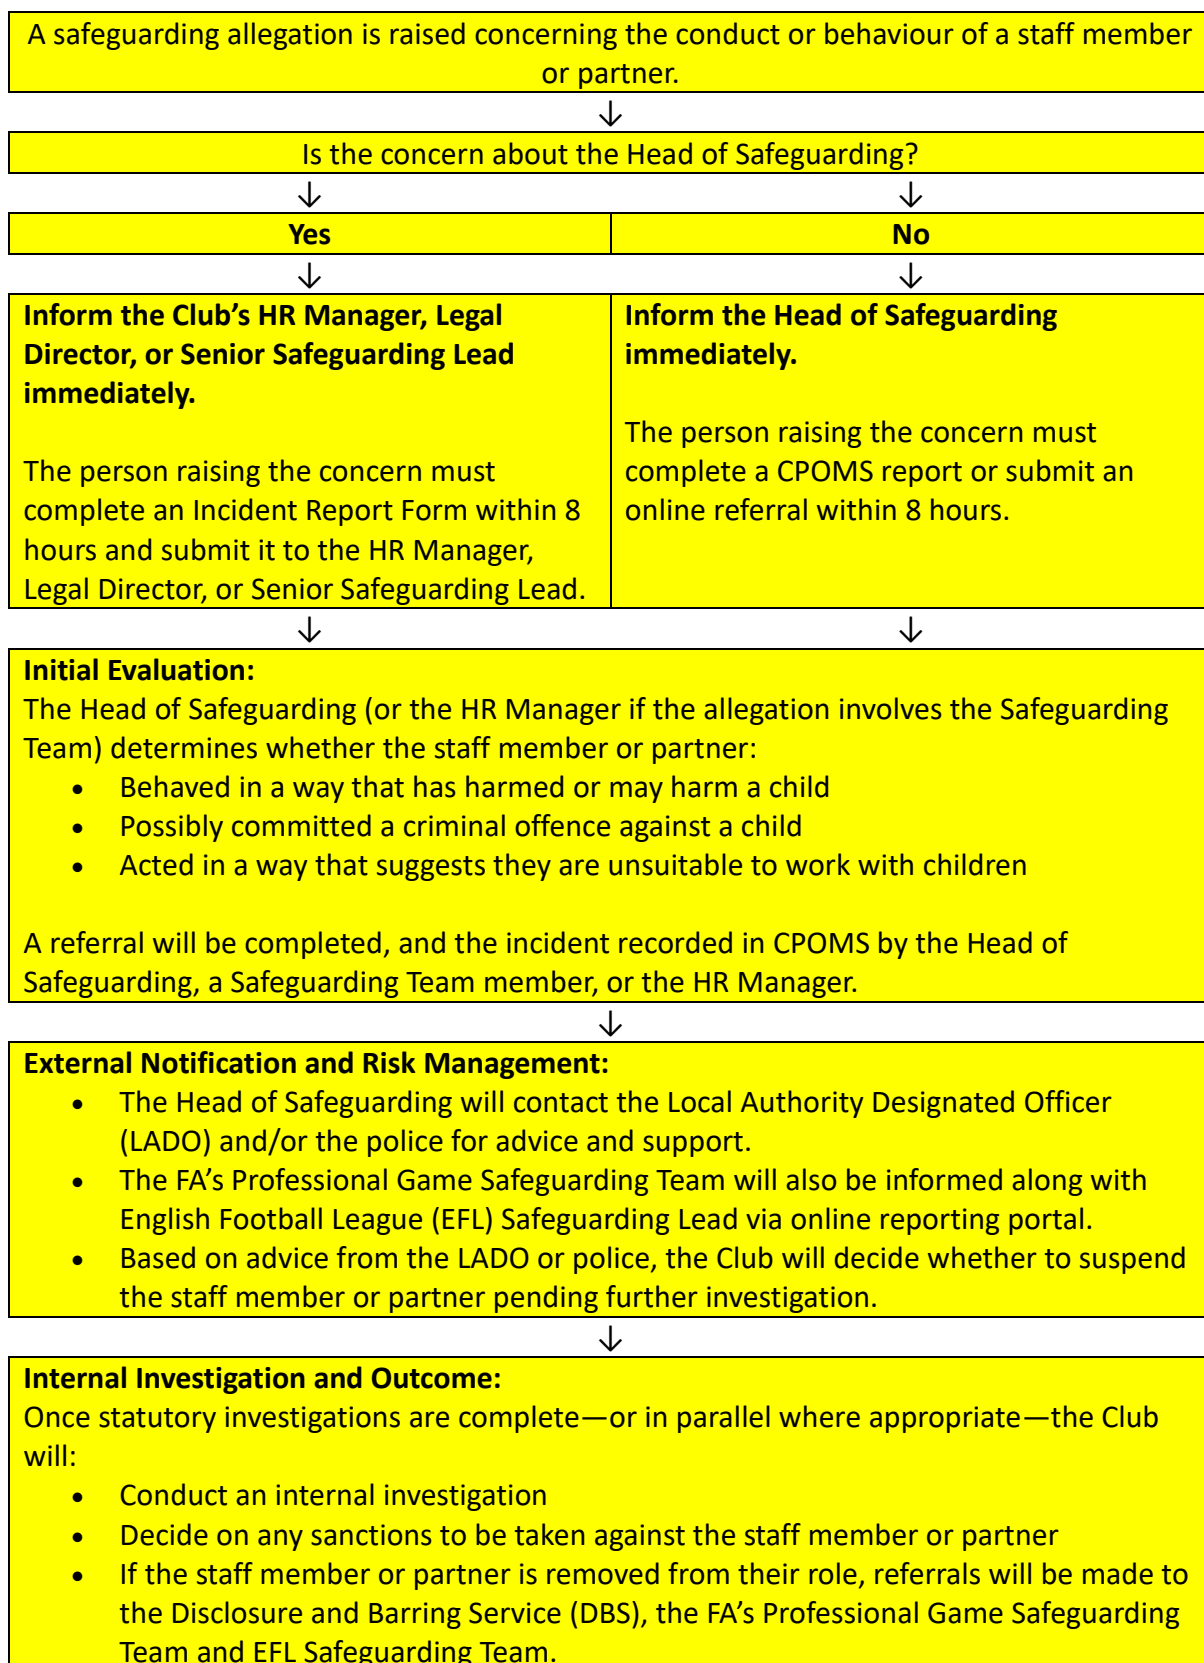 A safeguarding allegation is raised concerning the conduct or behaviour of a staff member
or partner.
↓
Is the concern about the Head of Safeguarding?
↓ ↓
Yes No
↓ ↓
Inform the Club’s HR Manager, Legal
Director, or Senior Safeguarding Lead
immediately.
The person raising the concern must
complete an Incident Report Form within 8
hours and submit it to the HR Manager,
Legal Director, or Senior Safeguarding Lead.
Inform the Head of Safeguarding
immediately.
The person raising the concern must
complete a CPOMS report or submit an
online referral within 8 hours.
↓ ↓
Initial Evaluation:
The Head of Safeguarding (or the HR Manager if the allegation involves the Safeguarding
Team) determines whether the staff member or partner:
• Behaved in a way that has harmed or may harm a child
• Possibly committed a criminal offence against a child
• Acted in a way that suggests they are unsuitable to work with children
A referral will be completed, and the incident recorded in CPOMS by the Head of
Safeguarding, a Safeguarding Team member, or the HR Manager.
↓
External Notification and Risk Management:
• The Head of Safeguarding will contact the Local Authority Designated Officer
(LADO) and/or the police for advice and support.
• The FA’s Professional Game Safeguarding Team will also be informed along with
English Football League (EFL) Safeguarding Lead via online reporting portal.
• Based on advice from the LADO or police, the Club will decide whether to suspend
the staff member or partner pending further investigation.
↓
Internal Investigation and Outcome:
Once statutory investigations are complete—or in parallel where appropriate—the Club
will:
• Conduct an internal investigation
• Decide on any sanctions to be taken against the staff member or partner
• If the staff member or partner is removed from their role, referrals will be made to
the Disclosure and Barring Service (DBS), the FA’s Professional Game Safeguarding
Team and EFL Safeguarding Team.